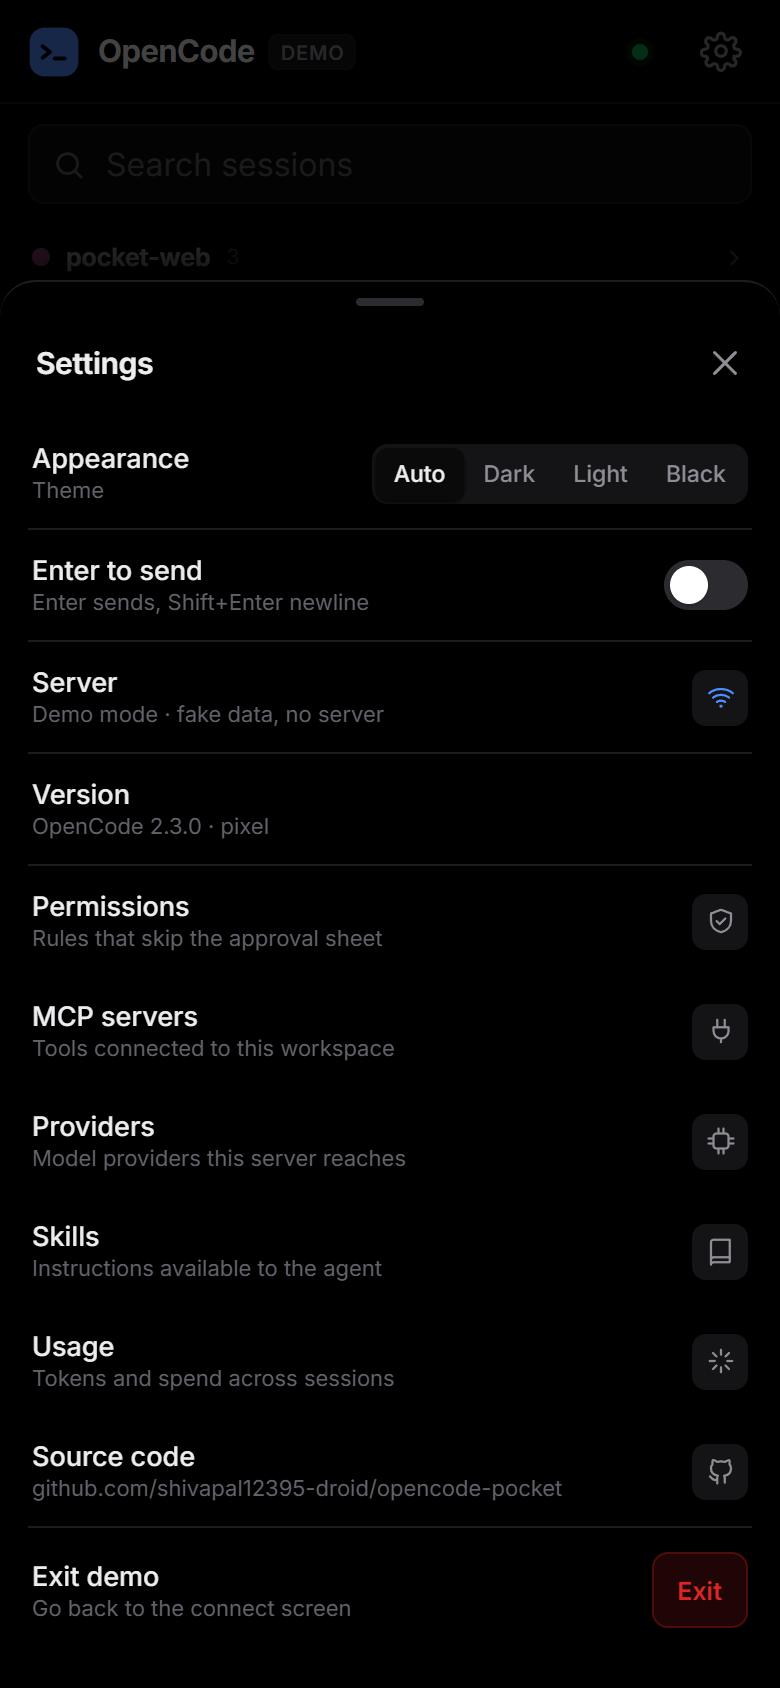 OpenCode DEMO
Search sessions
pocket-web 3
Settings
Appearance
Theme
Auto Dark Light Black
Enter to send
Enter sends, Shift+Enter newline
Server
Demo mode · fake data, no server
Version
OpenCode 2.3.0 · pixel
Permissions
Rules that skip the approval sheet
MCP servers
Tools connected to this workspace
Providers
Model providers this server reaches
Skills
Instructions available to the agent
Usage
Tokens and spend across sessions
Source code
github.com/shivapal12395-droid/opencode-pocket
Exit demo
Go back to the connect screen
Exit